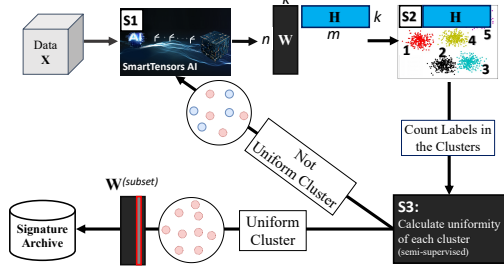 Data
X
S1
AI
SmartTensors AI
k
n
W
H
k
m
S2
H
1
2
3
4
5
Count Labels in
the Clusters
S3:
Calculate uniformity
of each cluster
(semi-supervised)
Not
Uniform Cluster
Uniform
Cluster
W(subset)
Signature
Archive